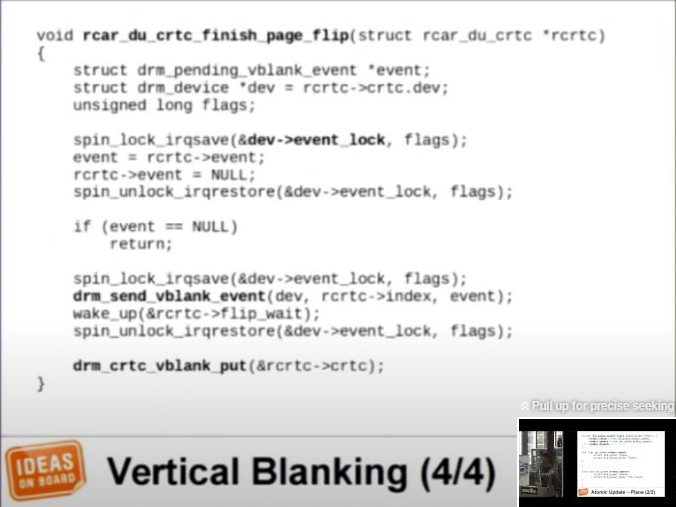 void rcar_du_crtc_finish_page_flip(struct rcar_du_crtc *rcrtc)
{
struct drm_pending_vblank_event *event;
struct drm_device *dev = rcrtc->crtc.dev;
unsigned long flags;
spin_lock_irqsave(&dev->event_lock, flags);
event = rcrtc->event;
rcrtc->event = NULL;
spin_unlock_irqrestore(&dev->event_lock, flags);
if (event == NULL)
return;
spin_lock_irqsave(&dev->event_lock, flags);
drm_send_vblank_event(dev, rcrtc->index, event);
wake_up(&rcrtc->flip_wait);
spin_unlock_irqrestore(&dev->event_lock, flags);
drm_crtc_vblank_put(&rcrtc->crtc);
}
Pull up for precise seeking
IDEAS
ON BOARD
Vertical Blanking (4/4)
Atomic Update – Plane (2/3)